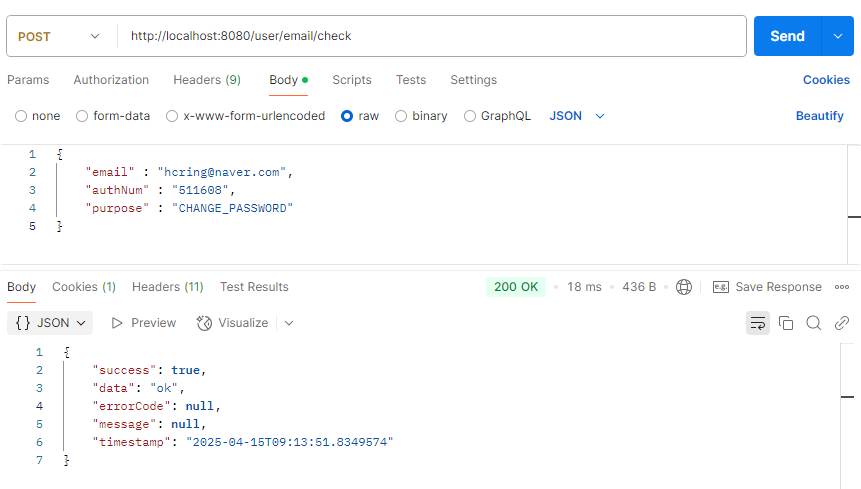 POST http://localhost:8080/user/email/check Send
Params Authorization Headers (9) Body Scripts Tests Settings Cookies
none form-data x-www-form-urlencoded raw binary GraphQL JSON Beautify
1 {
2 "email" : "hcring@naver.com",
3 "authNum" : "511608",
4 "purpose" : "CHANGE_PASSWORD"
5 }
Body Cookies (1) Headers (11) Test Results 200 OK 18 ms 436 B e.g. Save Response
{} JSON Preview Visualize
1 {
2 "success": true,
3 "data": "ok",
4 "errorCode": null,
5 "message": null,
6 "timestamp": "2025-04-15T09:13:51.8349574"
7 }